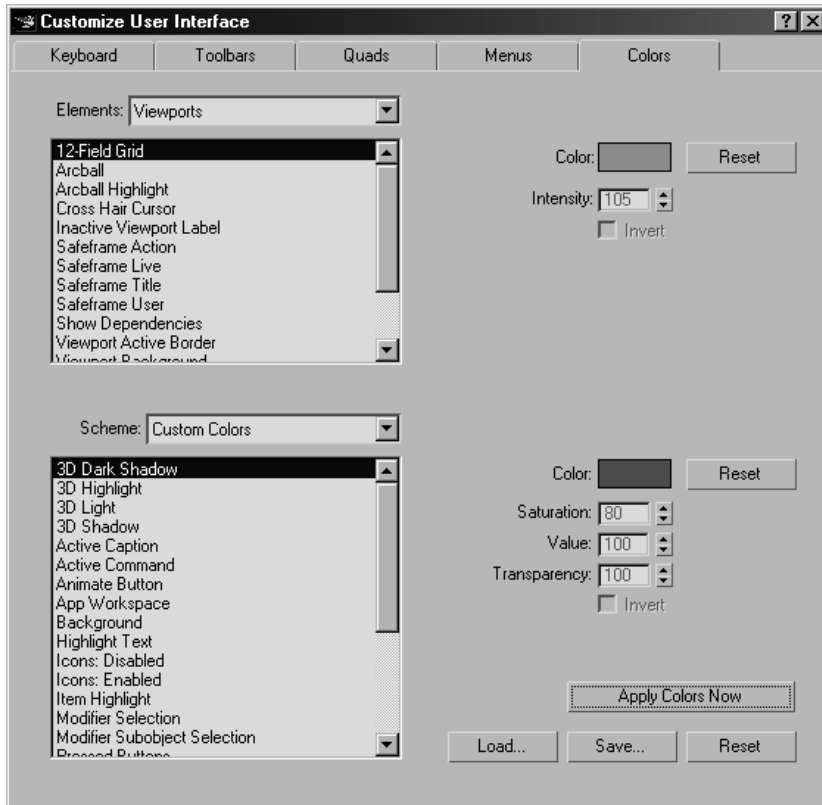 Customize User Interface
Keyboard Toolbars Quads Menus Colors
Elements: Viewports
12-Field Grid
Arcball
Arcball Highlight
Cross Hair Cursor
Inactive Viewport Label
Safeframe Action
Safeframe Live
Safeframe Title
Safeframe User
Show Dependencies
Viewport Active Border
Viewport Background
Color: Reset
Intensity: 105
Invert
Scheme: Custom Colors
3D Dark Shadow
3D Highlight
3D Light
3D Shadow
Active Caption
Active Command
Animate Button
App Workspace
Background
Highlight Text
Icons: Disabled
Icons: Enabled
Item Highlight
Modifier Selection
Modifier Subobject Selection
Pressed Buttons
Color: Reset
Saturation: 80
Value: 100
Transparency: 100
Invert
Apply Colors Now
Load... Save... Reset